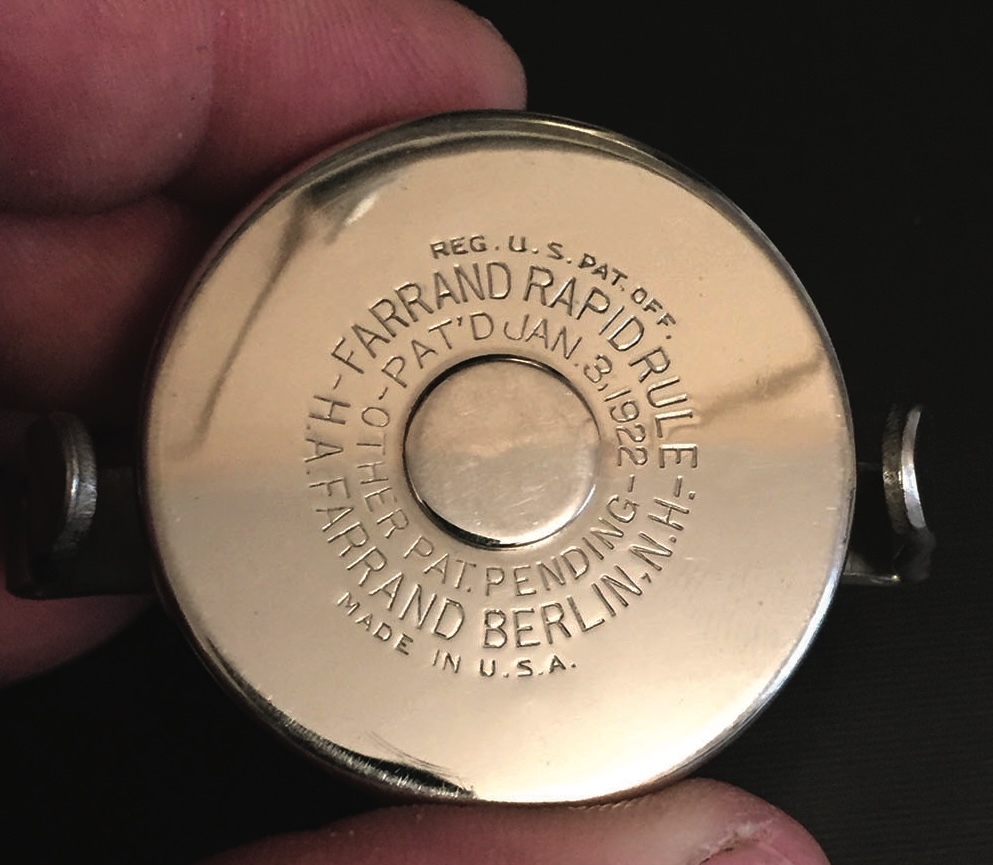 REG. U.S. PAT. OFF.
-FARRAND RAPID RULE-
PAT'D JAN. 3, 1922-
OTHER PAT. PENDING-
H.A. FARRAND BERLIN, N.H.
MADE IN U.S.A.